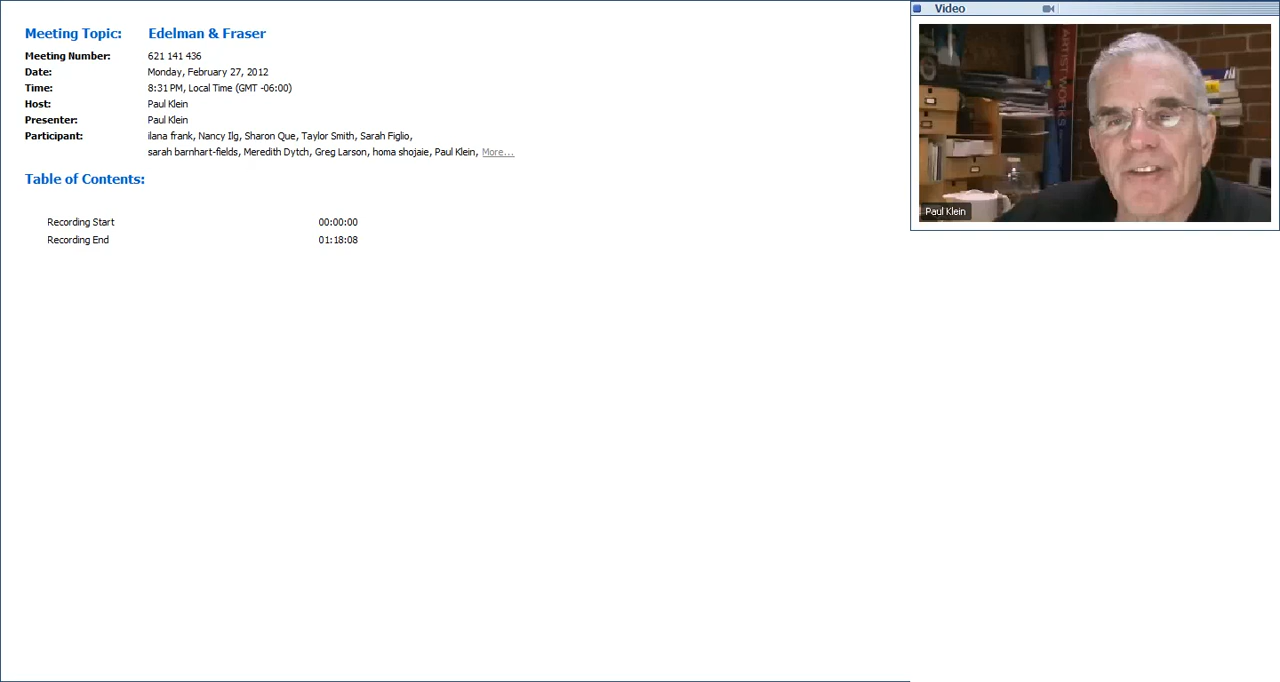 Meeting Topic: Edelman & Fraser
Meeting Number: 621 141 436
Date: Monday, February 27, 2012
Time: 8:31 PM, Local Time (GMT -06:00)
Host: Paul Klein
Presenter: Paul Klein
Participant: ilana frank, Nancy Ilg, Sharon Que, Taylor Smith, Sarah Figlio,
sarah barnhart-fields, Meredith Dytch, Greg Larson, homa shojaie, Paul Klein, More...
Table of Contents:
Recording Start 00:00:00
Recording End 01:18:08
Video
ARTIST WORKS
Paul Klein